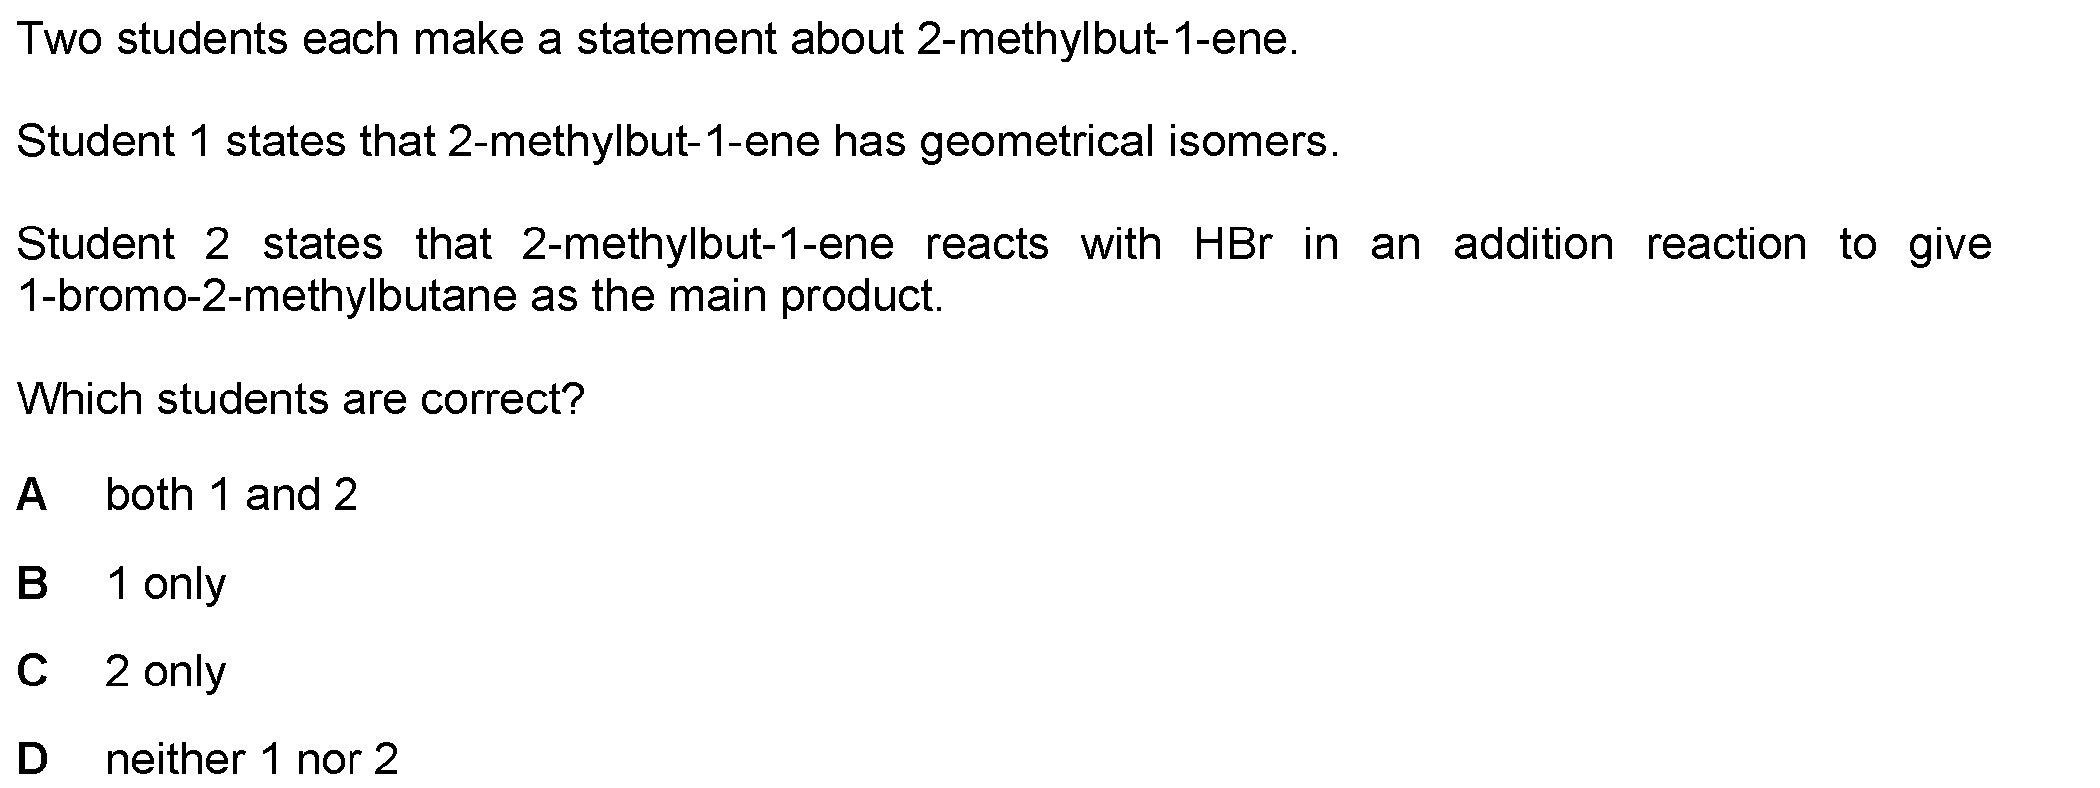 Two students each make a statement about 2-methylbut-1-ene.
Student 1 states that 2-methylbut-1-ene has geometrical isomers.
Student 2 states that 2-methylbut-1-ene reacts with HBr in an addition reaction to give
1-bromo-2-methylbutane as the main product.
Which students are correct?
A both 1 and 2
B 1 only
C 2 only
D neither 1 nor 2